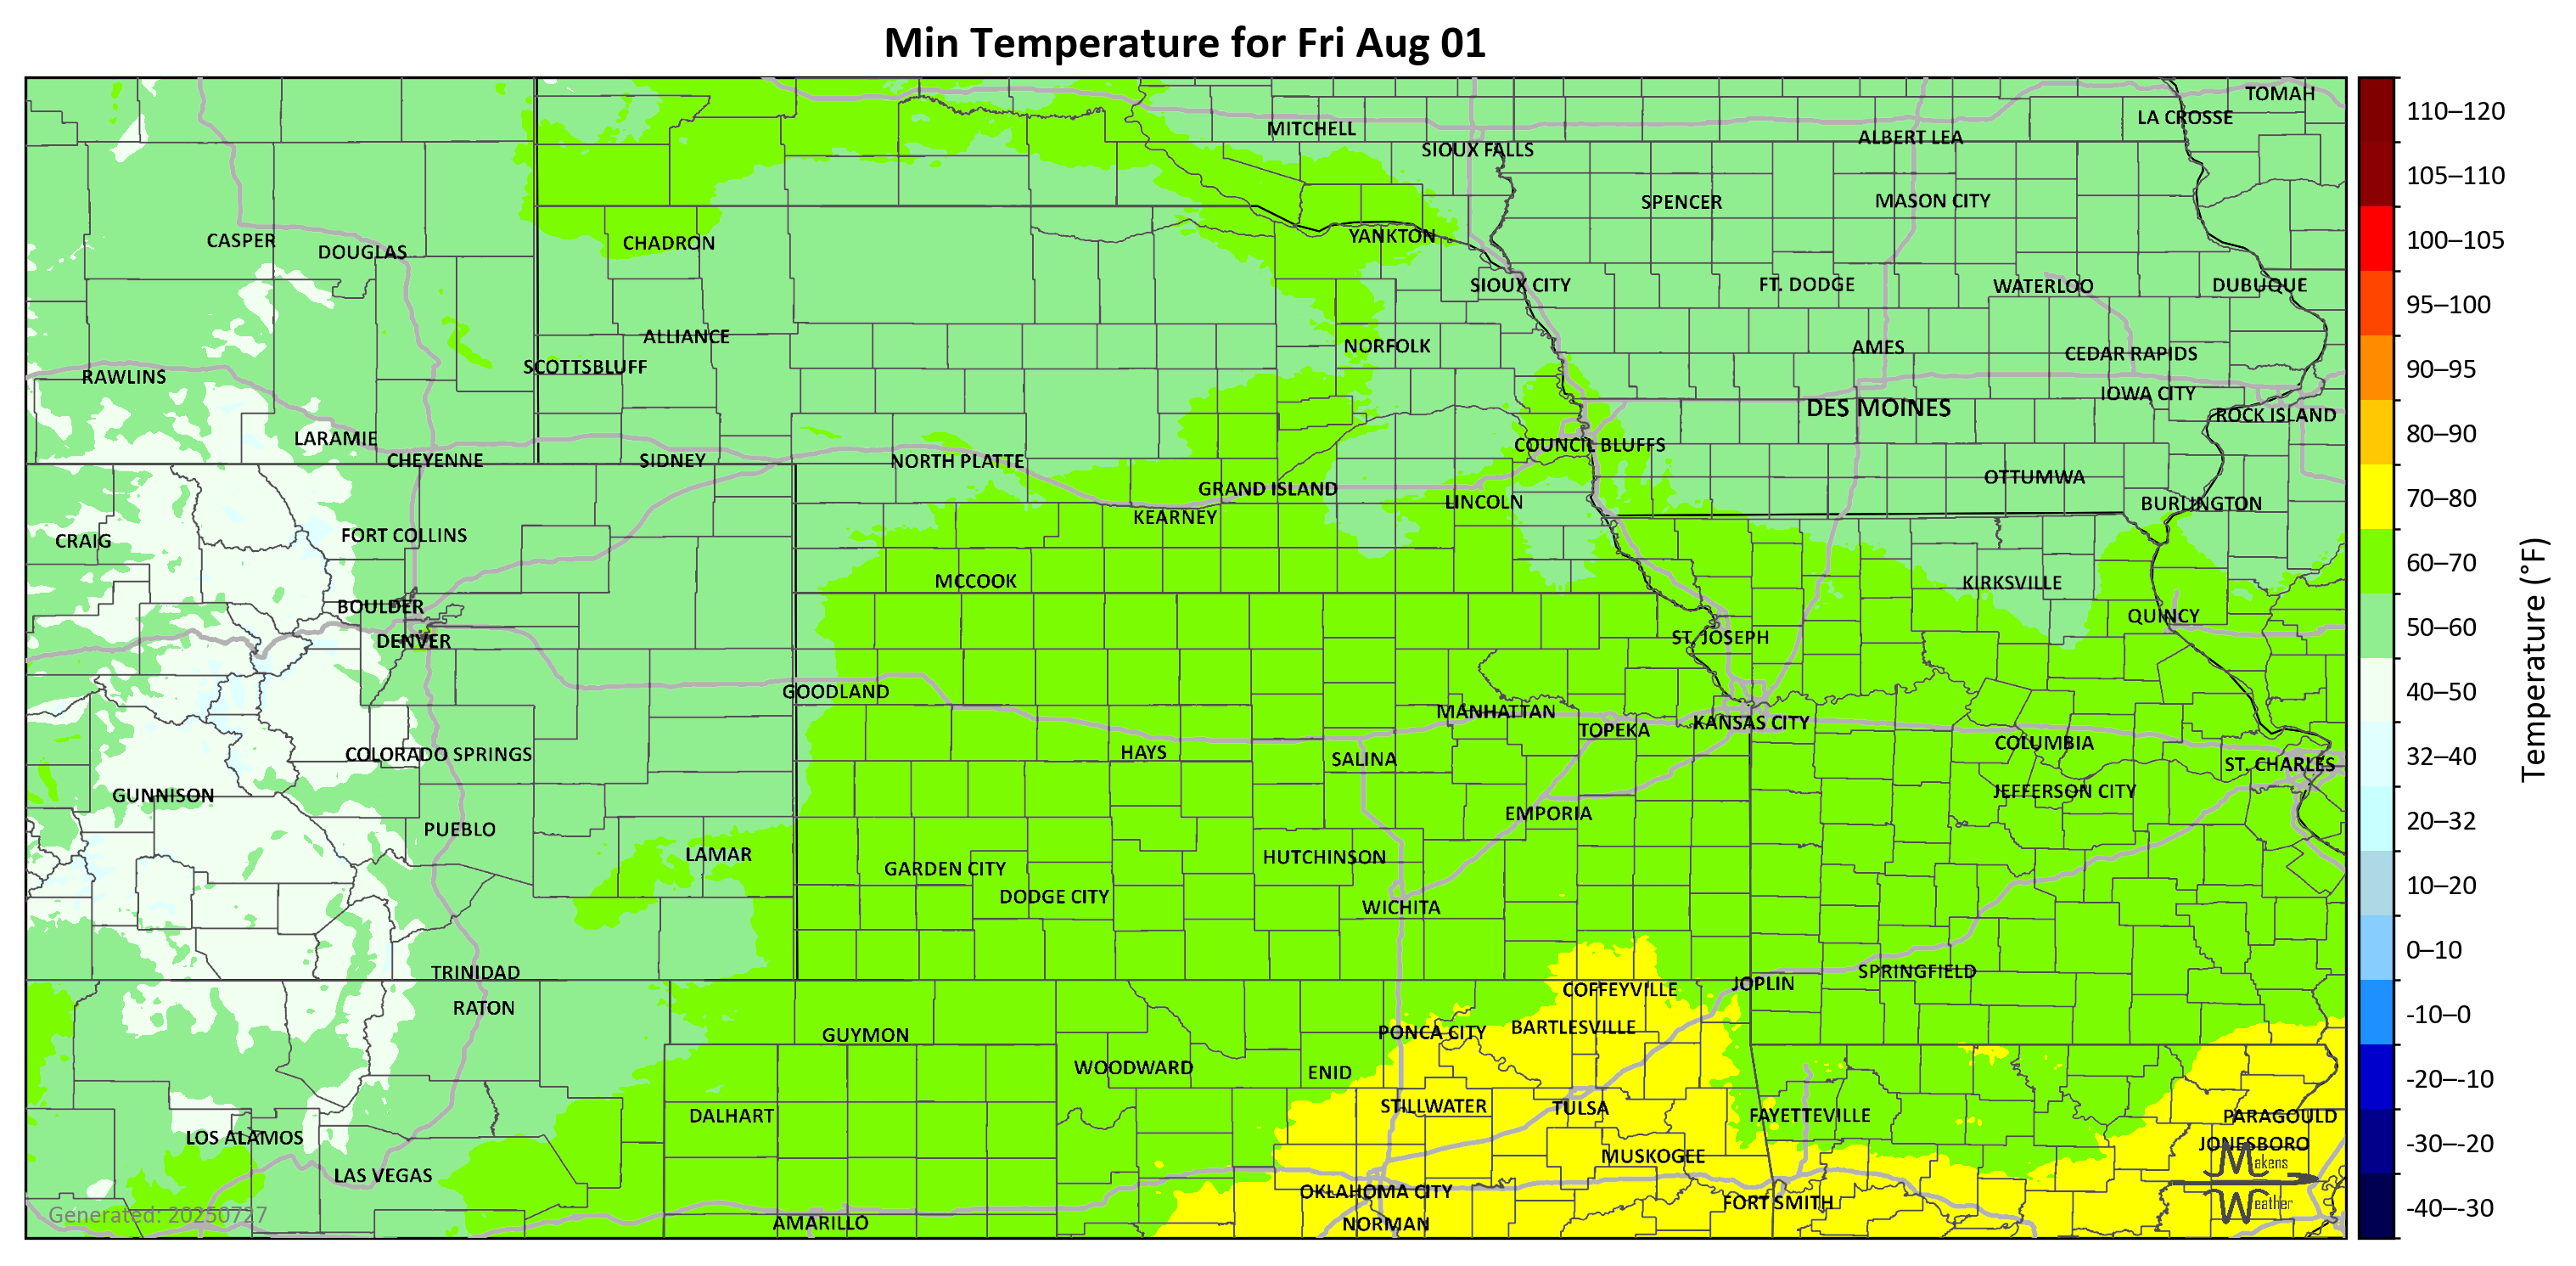 Min Temperature for Fri Aug 01
TOMAH
LA CROSSE
MITCHELL
ALBERT LEA
SIOUX FALLS
SPENCER
MASON CITY
CASPER
DOUGLAS
CHADRON
YANKTON
SIOUX CITY
FT. DODGE
WATERLOO
DUBUQUE
ALLIANCE
NORFOLK
AMES
CEDAR RAPIDS
SCOTTSBLUFF
RAWLINS
IOWA CITY
DES MOINES
ROCK ISLAND
LARAMIE
COUNCIL BLUFFS
CHEYENNE
SIDNEY
NORTH PLATTE
OTTUMWA
GRAND ISLAND
LINCOLN
BURLINGTON
KEARNEY
FORT COLLINS
CRAIG
MCCOOK
KIRKSVILLE
BOULDER
QUINCY
DENVER
ST. JOSEPH
GOODLAND
MANHATTAN
TOPEKA
KANSAS CITY
COLUMBIA
COLORADO SPRINGS
HAYS
SALINA
ST. CHARLES
GUNNISON
JEFFERSON CITY
EMPORIA
PUEBLO
LAMAR
HUTCHINSON
GARDEN CITY
DODGE CITY
WICHITA
TRINIDAD
SPRINGFIELD
JOPLIN
COFFEYVILLE
RATON
GUYMON
PONCA CITY
BARTLESVILLE
WOODWARD
ENID
STILLWATER
TULSA
DALHART
FAYETTEVILLE
PARAGOULD
LOS ALAMOS
JONESBORO
MUSKOGEE
LAS VEGAS
OKLAHOMA CITY
FORT SMITH
AMARILLO
NORMAN
Makens
Weather
Generated: 20250727
110–120
105–110
100–105
95–100
90–95
80–90
70–80
60–70
50–60
40–50
32–40
20–32
10–20
0–10
-10–0
-20–-10
-30–-20
-40–-30
Temperature (°F)